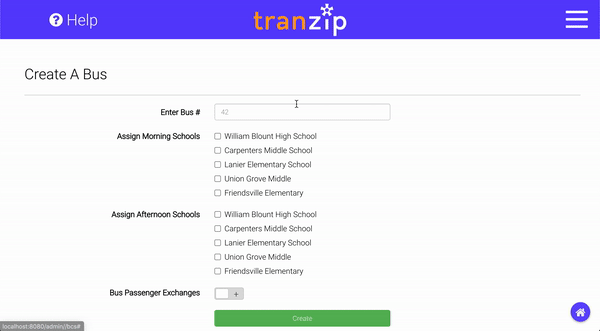 Help
tranzip
Create A Bus
Enter Bus #
42
Assign Morning Schools
William Blount High School
Carpenters Middle School
Lanier Elementary School
Union Grove Middle
Friendsville Elementary
Assign Afternoon Schools
William Blount High School
Carpenters Middle School
Lanier Elementary School
Union Grove Middle
Friendsville Elementary
Bus Passenger Exchanges
+
Create
localhost:8080/admin//bcs#